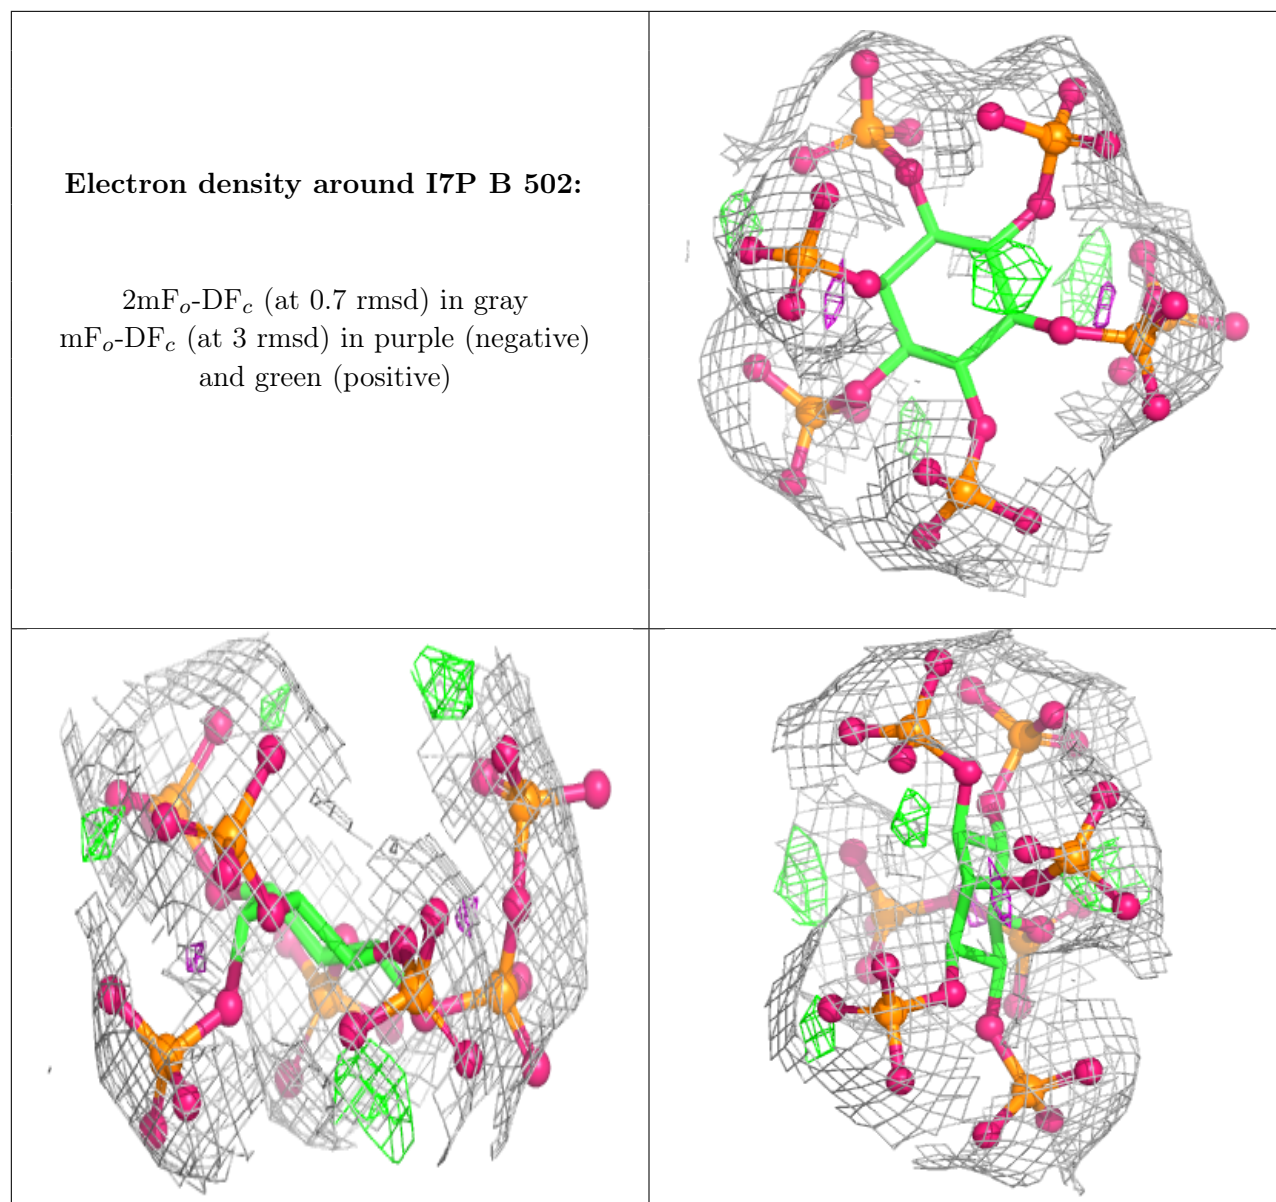 Electron density around I7P B 502:
2mFo-DFc (at 0.7 rmsd) in gray
mFo-DFc (at 3 rmsd) in purple (negative)
and green (positive)